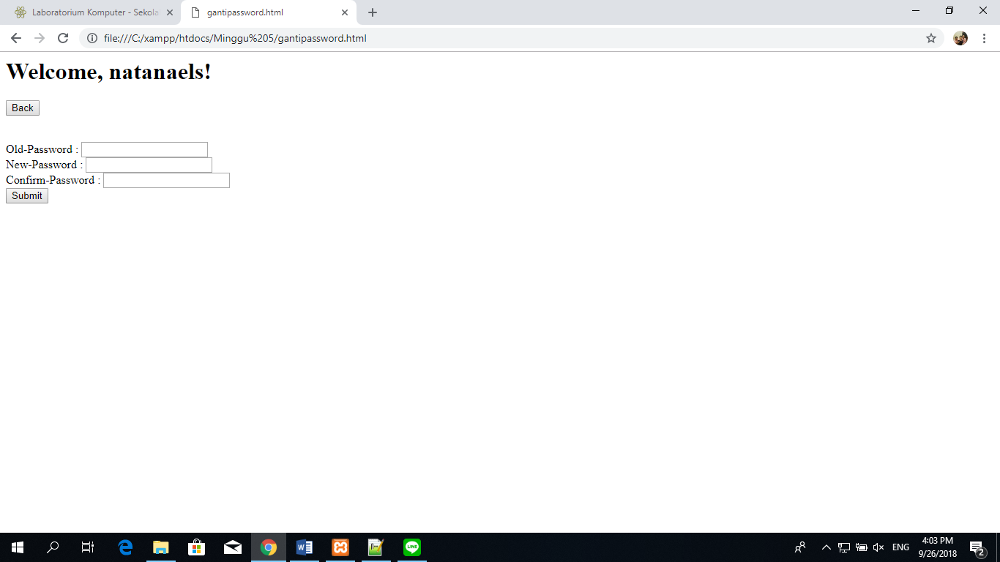 Laboratorium Komputer - Sekola
gantipassword.html
file:///C:/xampp/htdocs/Minggu%205/gantipassword.html
Welcome, natanaels!
Back
Old-Password :
New-Password :
Confirm-Password :
Submit
ENG
4:03 PM
9/26/2018
2
W
N++
LINE